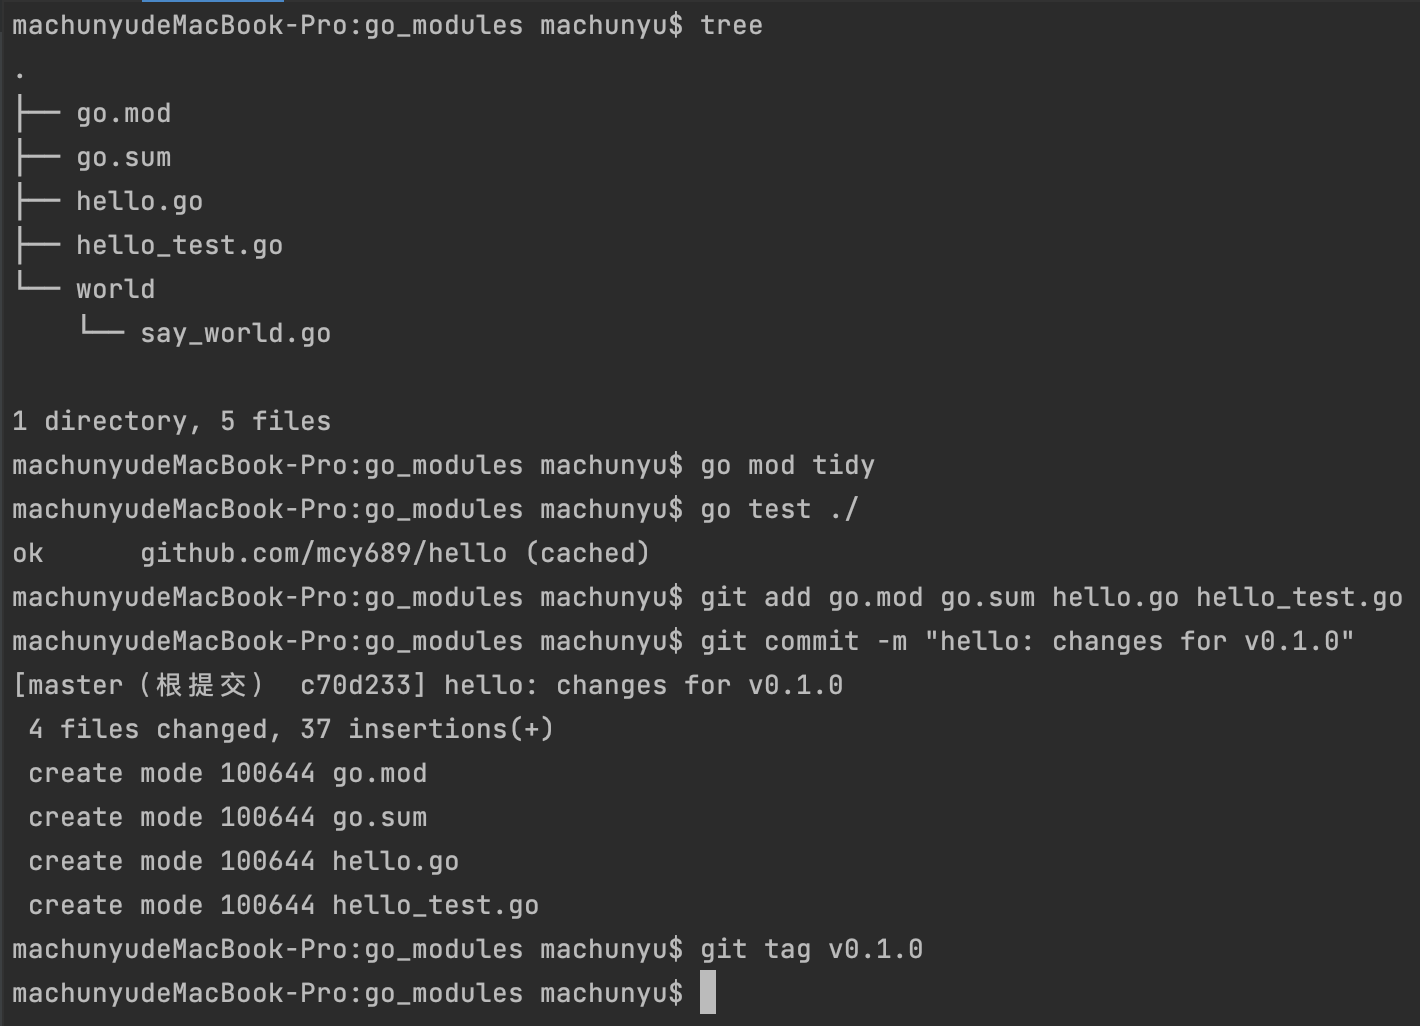 machunyudeMacBook-Pro:go_modules machunyu$ tree
.
├── go.mod
├── go.sum
├── hello.go
├── hello_test.go
└── world
    └── say_world.go

1 directory, 5 files
machunyudeMacBook-Pro:go_modules machunyu$ go mod tidy
machunyudeMacBook-Pro:go_modules machunyu$ go test ./
ok      github.com/mcy689/hello (cached)
machunyudeMacBook-Pro:go_modules machunyu$ git add go.mod go.sum hello.go hello_test.go
machunyudeMacBook-Pro:go_modules machunyu$ git commit -m "hello: changes for v0.1.0"
[master（根提交） c70d233] hello: changes for v0.1.0
 4 files changed, 37 insertions(+)
 create mode 100644 go.mod
 create mode 100644 go.sum
 create mode 100644 hello.go
 create mode 100644 hello_test.go
machunyudeMacBook-Pro:go_modules machunyu$ git tag v0.1.0
machunyudeMacBook-Pro:go_modules machunyu$